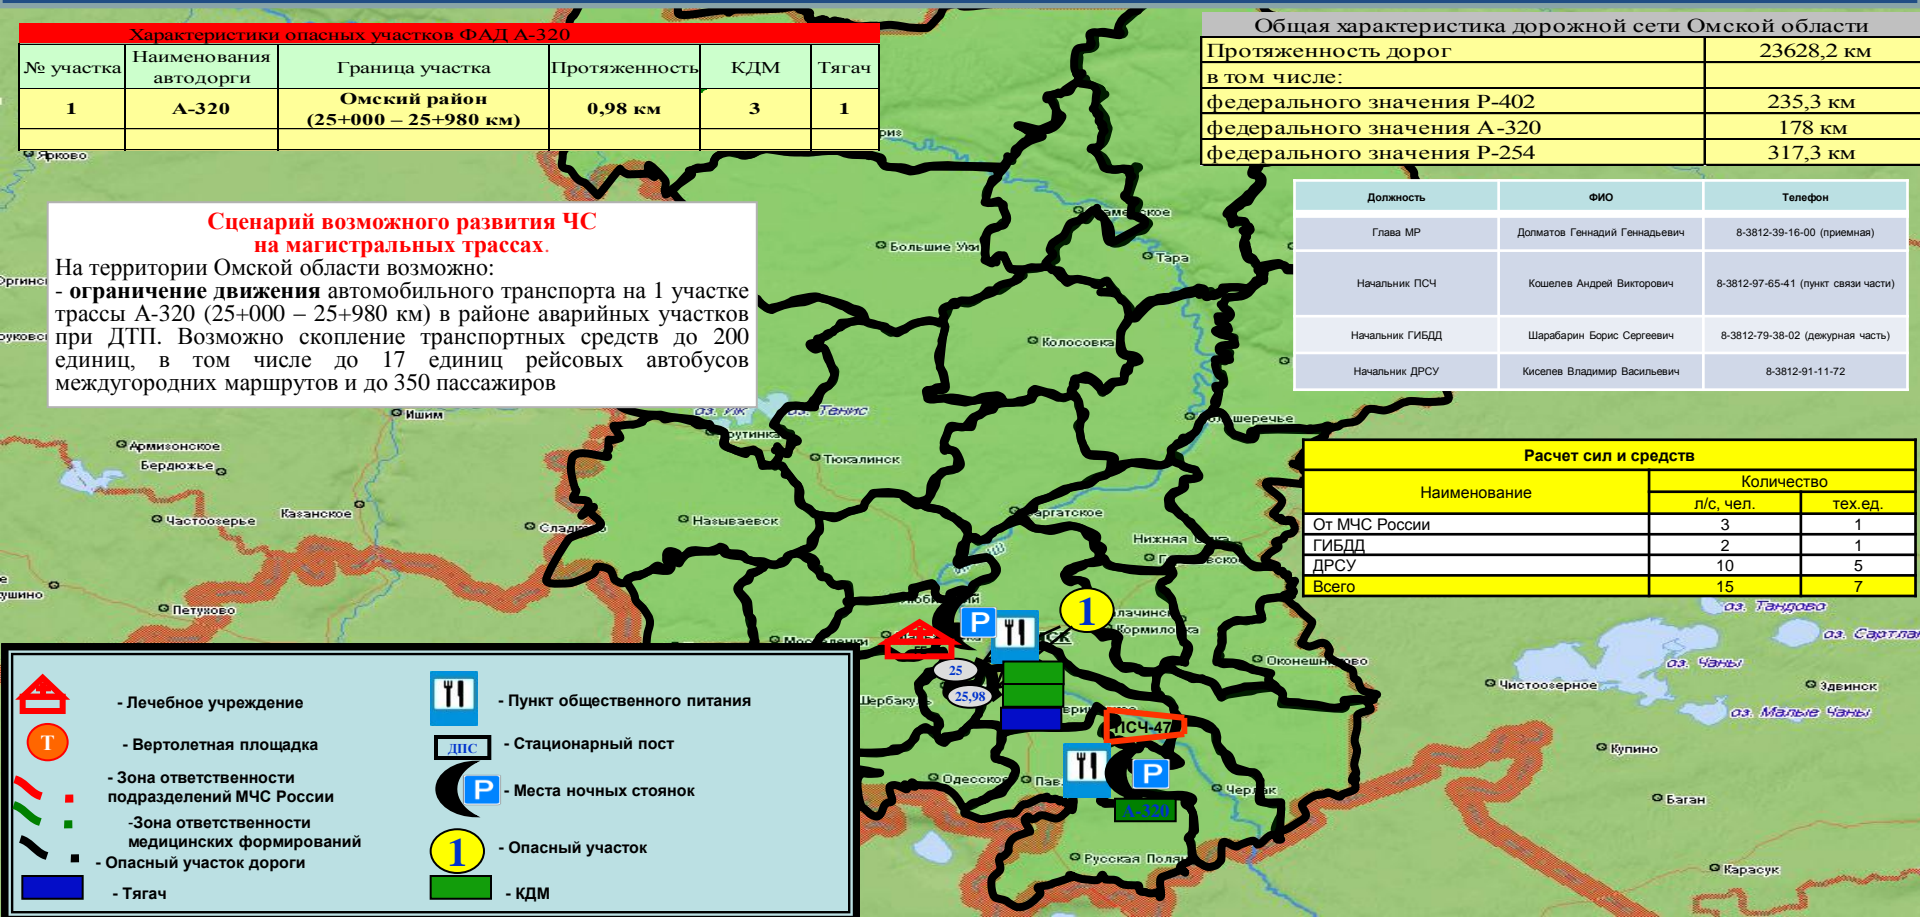 Характеристики опасных участков ФАД А-320
№ участка
Наименования
автодорги
Граница участка
Протяженность
КДМ
Тягач
1
А-320
Омский район
(25+000 – 25+980 км)
0,98 км
3
1
Общая характеристика дорожной сети Омской области
Протяженность дорог
23628,2 км
в том числе:
федерального значения Р-402
235,3 км
федерального значения А-320
178 км
федерального значения Р-254
317,3 км
Сценарий возможного развития ЧС
на магистральных трассах.
На территории Омской области возможно:
- ограничение движения автомобильного транспорта на 1 участке
трассы А-320 (25+000 – 25+980 км) в районе аварийных участков
при ДТП. Возможно скопление транспортных средств до 200
единиц, в том числе до 17 единиц рейсовых автобусов
междугородних маршрутов и до 350 пассажиров
Должность
ФИО
Телефон
Глава МР
Долматов Геннадий Геннадьевич
8-3812-39-16-00 (приемная)
Начальник ПСЧ
Кошелев Андрей Викторович
8-3812-97-65-41 (пункт связи части)
Начальник ГИБДД
Шарабарин Борис Сергеевич
8-3812-79-38-02 (дежурная часть)
Начальник ДРСУ
Киселев Владимир Васильевич
8-3812-91-11-72
Расчет сил и средств
Наименование
Количество
л/с, чел.
тех.ед.
От МЧС России
3
1
ГИБДД
2
1
ДРСУ
10
5
Всего
15
7
Ярково
Большие Уки
Тара
Колосовка
Ишим
оз. Ик
оз. Тенис
Армизонское
Бердюжье
Тюкалинск
Частоозерье
Казанское
Называевск
Нижняя
Петухово
Кормиловка
Оконешниково
оз. Тандово
оз. Сартлан
оз. Чаны
Чистоозерное
Здвинск
оз. Малые Чаны
Купино
Баган
Карасук
Одесское
Пав
Черлак
Русская Поляна
P
1
25
25,98
ПСЧ-47
P
А-320
- Лечебное учреждение
Т
- Вертолетная площадка
- Зона ответственности
подразделений МЧС России
-Зона ответственности
медицинских формирований
- Опасный участок дороги
- Тягач
- Пункт общественного питания
ДПС
- Стационарный пост
P
- Места ночных стоянок
1
- Опасный участок
- КДМ